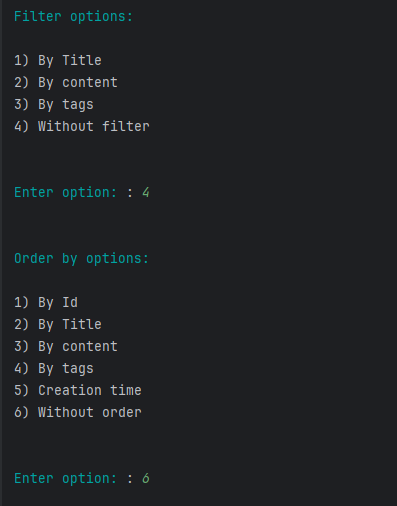 Filter options:
1) By Title
2) By content
3) By tags
4) Without filter
Enter option: : 4
Order by options:
1) By Id
2) By Title
3) By content
4) By tags
5) Creation time
6) Without order
Enter option: : 6